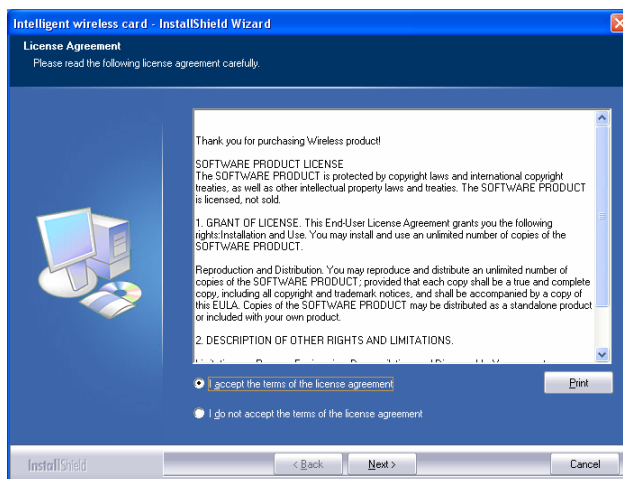 Intelligent wireless card - InstallShield Wizard
License Agreement
Please read the following license agreement carefully.
Thank you for purchasing Wireless product!
SOFTWARE PRODUCT LICENSE
The SOFTWARE PRODUCT is protected by copyright laws and international copyright
treaties, as well as other intellectual property laws and treaties. The SOFTWARE PRODUCT
is licensed, not sold.
1. GRANT OF LICENSE. This End-User License Agreement grants you the following
rights:Installation and Use. You may install and use an unlimited number of copies of the
SOFTWARE PRODUCT.
Reproduction and Distribution. You may reproduce and distribute an unlimited number of
copies of the SOFTWARE PRODUCT; provided that each copy shall be a true and complete
copy, including all copyright and trademark notices, and shall be accompanied by a copy of
this EULA. Copies of the SOFTWARE PRODUCT may be distributed as a standalone product
or included with your own product.
2. DESCRIPTION OF OTHER RIGHTS AND LIMITATIONS.
I accept the terms of the license agreement
Print
I do not accept the terms of the license agreement
InstallShield
< Back
Next >
Cancel